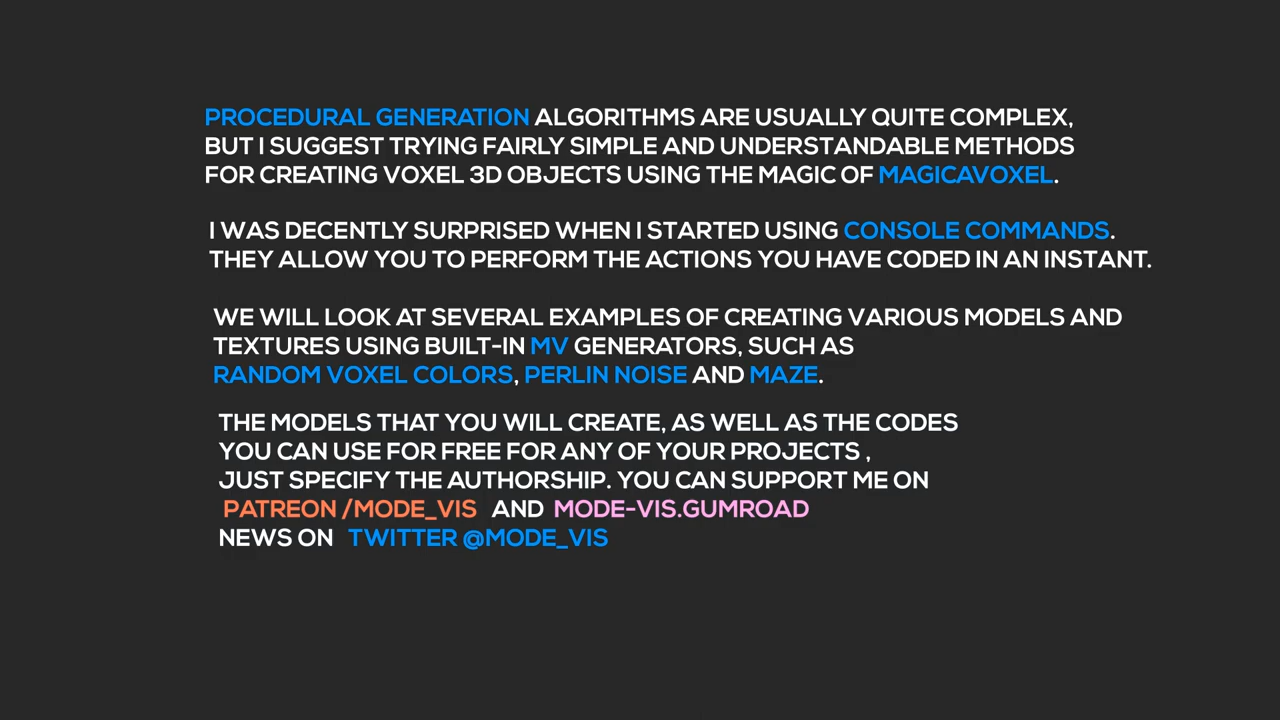 PROCEDURAL GENERATION ALGORITHMS ARE USUALLY QUITE COMPLEX,
BUT I SUGGEST TRYING FAIRLY SIMPLE AND UNDERSTANDABLE METHODS
FOR CREATING VOXEL 3D OBJECTS USING THE MAGIC OF MAGICAVOXEL.
I WAS DECENTLY SURPRISED WHEN I STARTED USING CONSOLE COMMANDS.
THEY ALLOW YOU TO PERFORM THE ACTIONS YOU HAVE CODED IN AN INSTANT.
WE WILL LOOK AT SEVERAL EXAMPLES OF CREATING VARIOUS MODELS AND
TEXTURES USING BUILT-IN MV GENERATORS, SUCH AS
RANDOM VOXEL COLORS, PERLIN NOISE AND MAZE.
THE MODELS THAT YOU WILL CREATE, AS WELL AS THE CODES
YOU CAN USE FOR FREE FOR ANY OF YOUR PROJECTS ,
JUST SPECIFY THE AUTHORSHIP. YOU CAN SUPPORT ME ON
PATREON /MODE_VIS AND MODE-VIS.GUMROAD
NEWS ON TWITTER @MODE_VIS